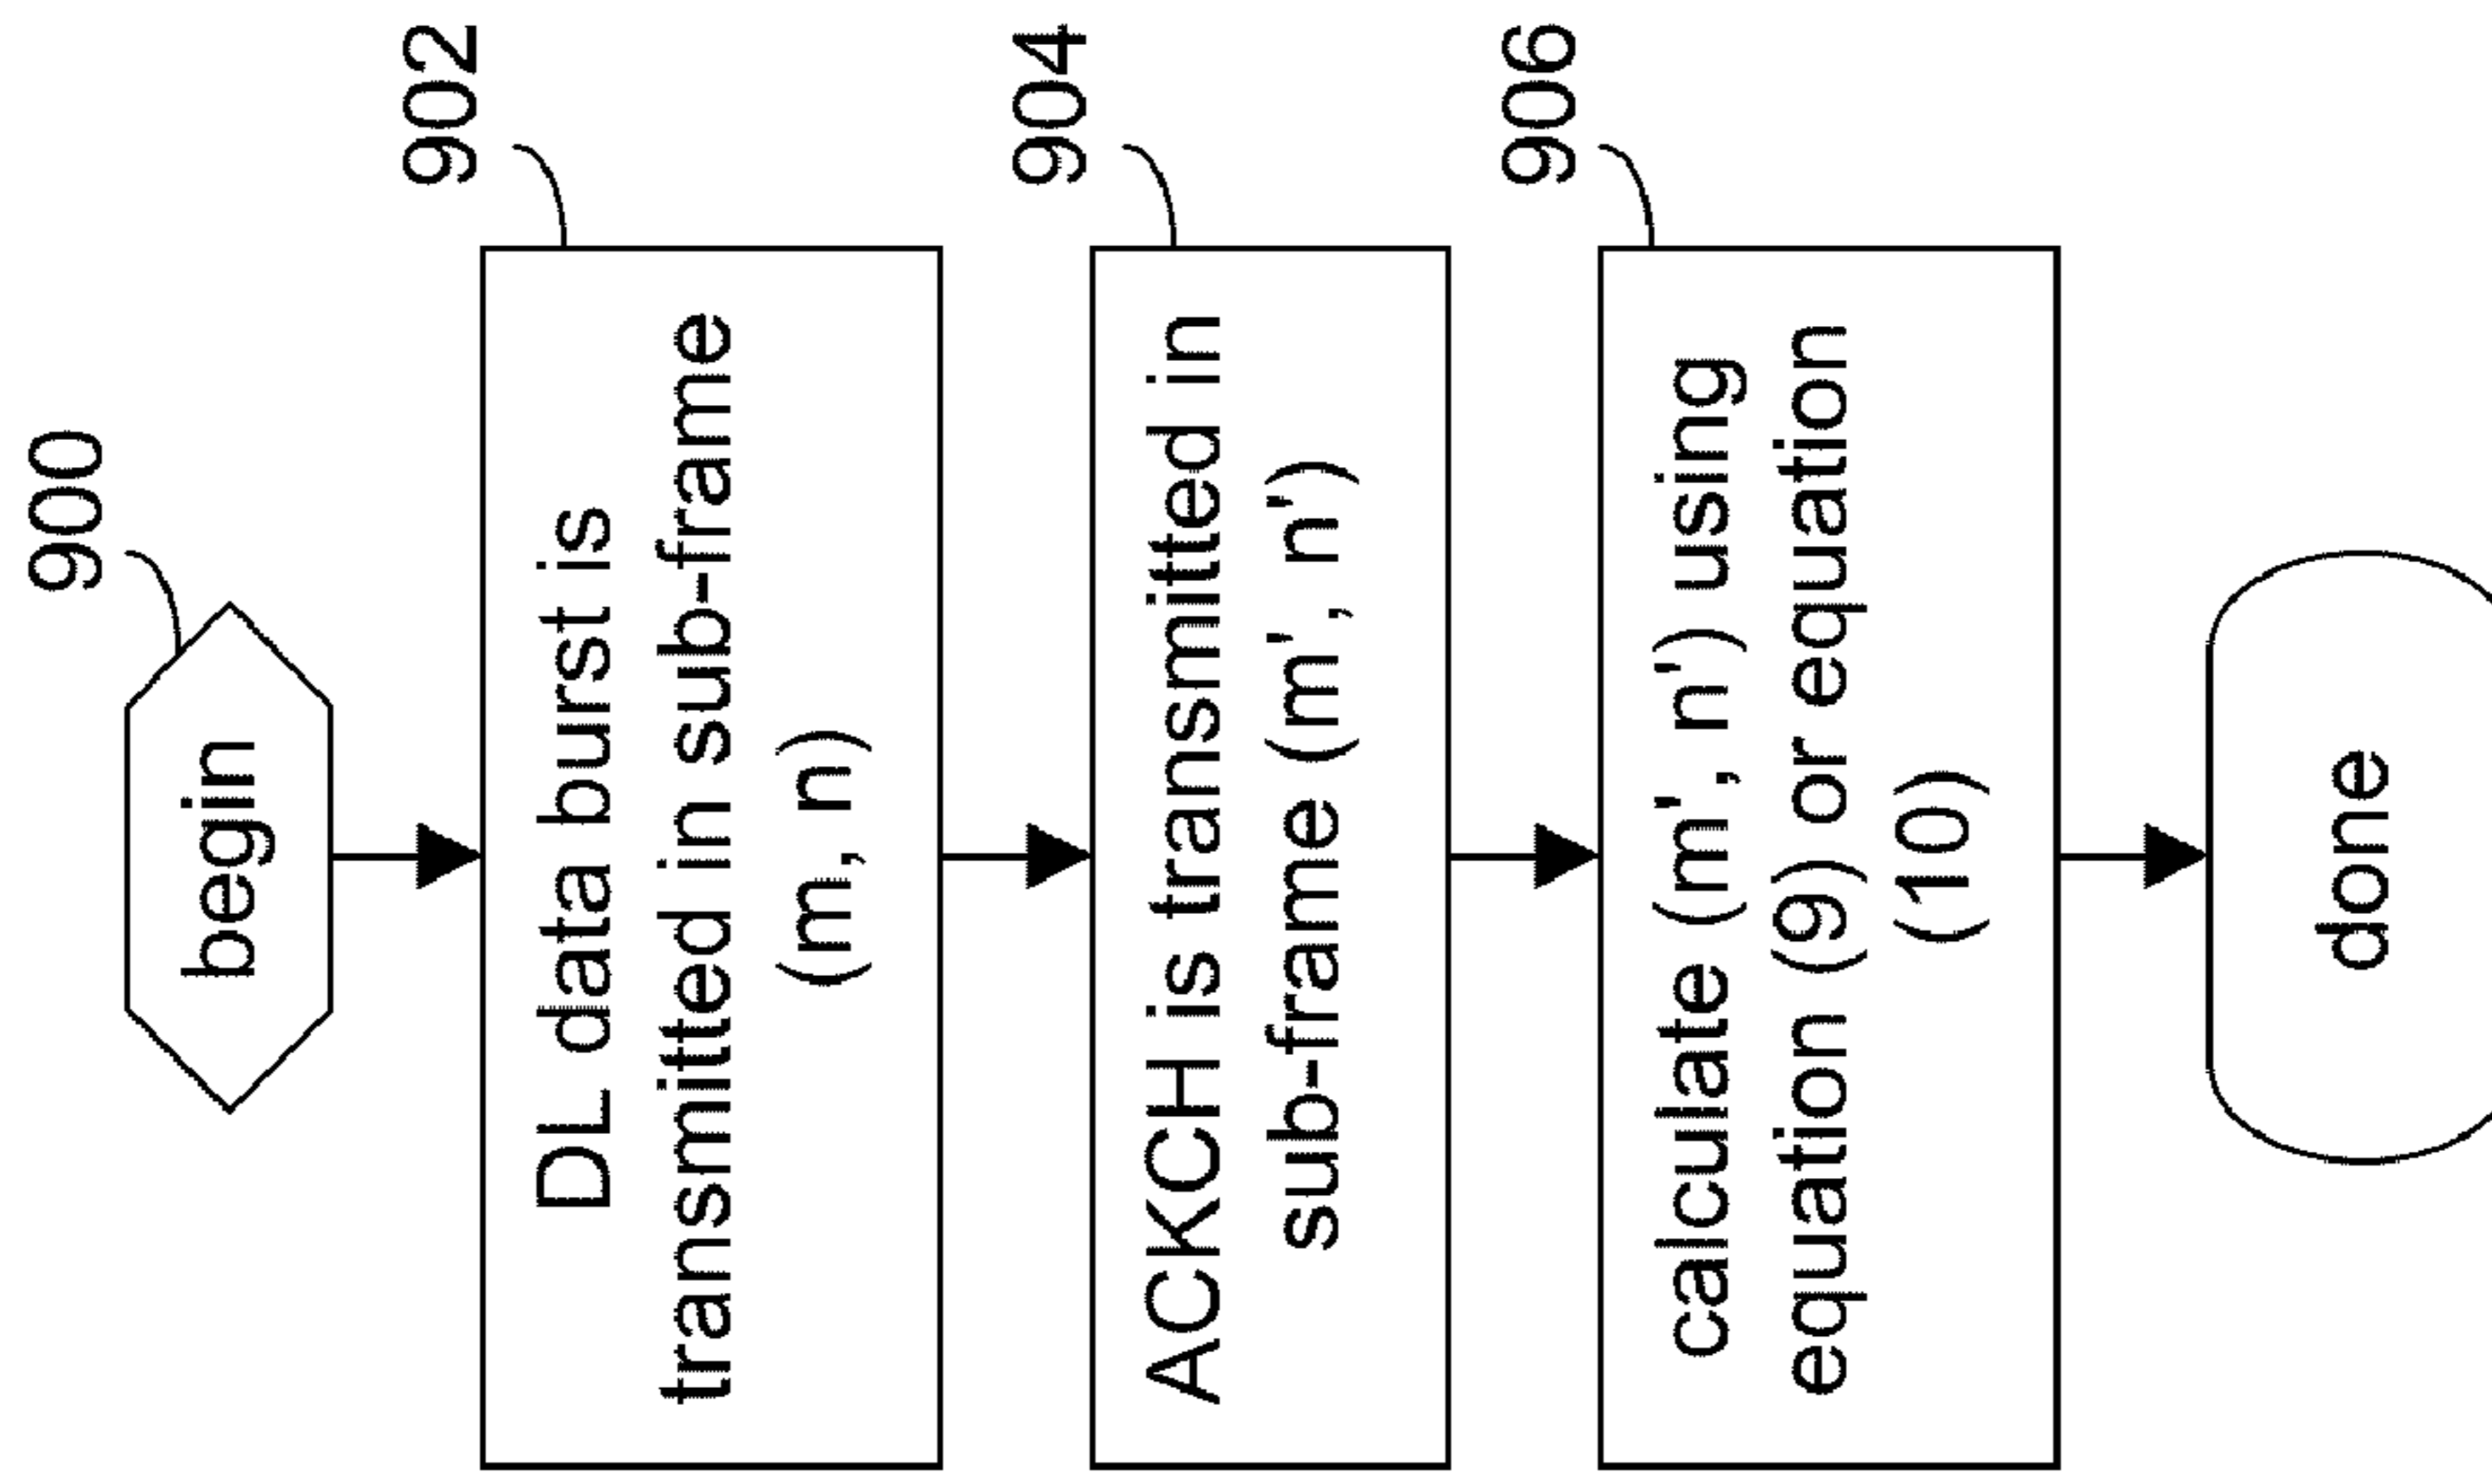 900
begin
902
DL data burst is
transmitted in sub-frame
(m, n)
904
ACKCH is transmitted in
sub-frame (m', n')
906
calculate (m', n') using
equation (9) or equation
(10)
done